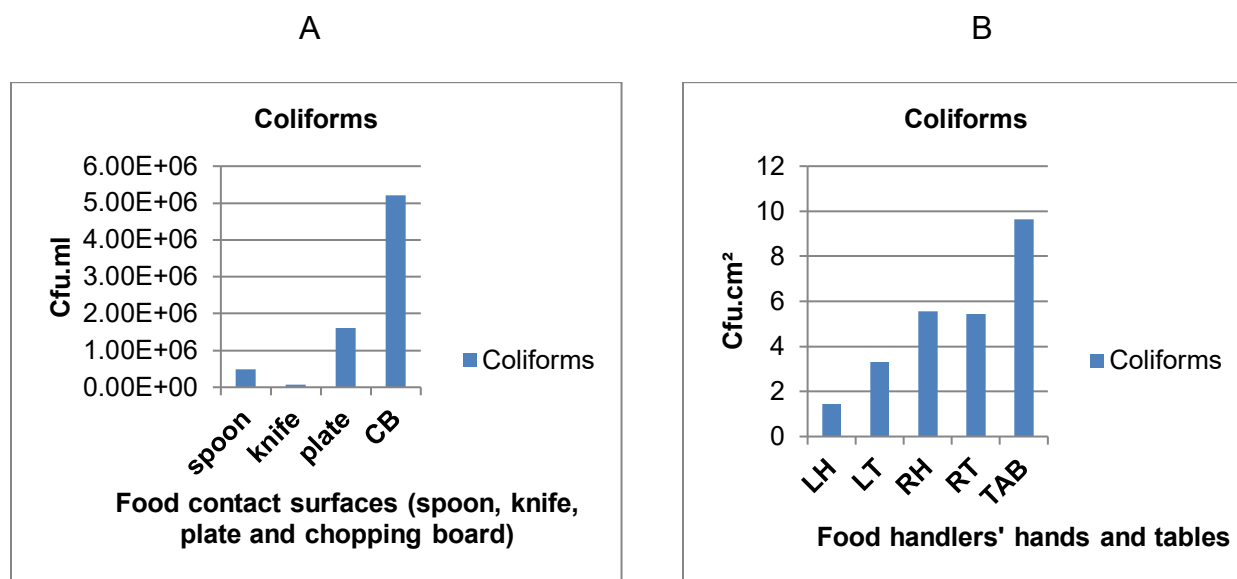 A
Coliforms
6.00E+06
5.00E+06
4.00E+06
3.00E+06
2.00E+06
1.00E+06
0.00E+00
Cfu.ml
spoon
knife
plate
CB
Coliforms
Food contact surfaces (spoon, knife,
plate and chopping board)
B
Coliforms
12
10
8
6
4
2
0
Cfu.cm²
LH
LT
RH
RT
TAB
Coliforms
Food handlers' hands and tables